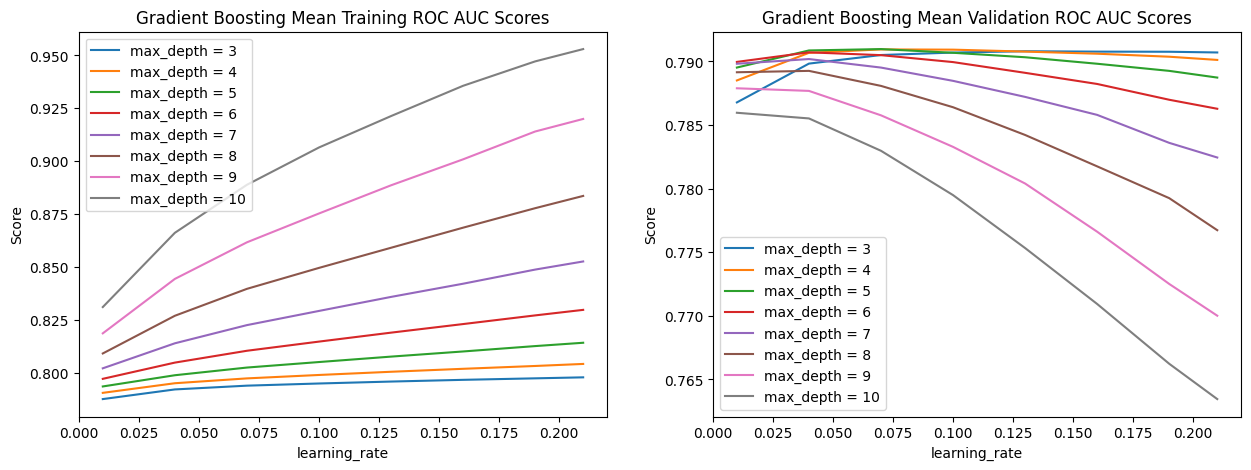 Gradient Boosting Mean Training ROC AUC Scores
max_depth = 3
max_depth = 4
max_depth = 5
max_depth = 6
max_depth = 7
max_depth = 8
max_depth = 9
max_depth = 10
Score
0.950
0.925
0.900
0.875
0.850
0.825
0.800
0.000 0.025 0.050 0.075 0.100 0.125 0.150 0.175 0.200
learning_rate
Gradient Boosting Mean Validation ROC AUC Scores
Score
0.790
0.785
0.780
0.775
0.770
0.765
max_depth = 3
max_depth = 4
max_depth = 5
max_depth = 6
max_depth = 7
max_depth = 8
max_depth = 9
max_depth = 10
0.000 0.025 0.050 0.075 0.100 0.125 0.150 0.175 0.200
learning_rate